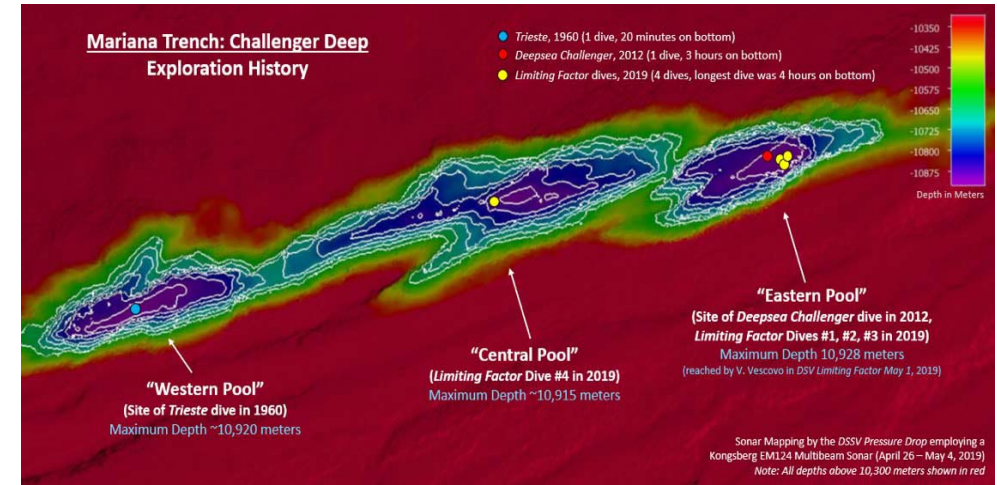 Mariana Trench: Challenger Deep
Exploration History
Trieste, 1960 (1 dive, 20 minutes on bottom)
Deepsea Challenger, 2012 (1 dive, 3 hours on bottom)
Limiting Factor dives, 2019 (4 dives, longest dive was 4 hours on bottom)
-10350
-10425
-10500
-10575
-10650
-10725
-10800
-10875
Depth in Meters
"Eastern Pool"
(Site of Deepsea Challenger dive in 2012,
Limiting Factor Dives #1, #2, #3 in 2019)
Maximum Depth 10,928 meters
(reached by V. Vescovo in DSV Limiting Factor May 1, 2019)
"Central Pool"
(Limiting Factor Dive #4 in 2019)
Maximum Depth ~10,915 meters
"Western Pool"
(Site of Trieste dive in 1960)
Maximum Depth ~10,920 meters
Sonar Mapping by the DSSV Pressure Drop employing a
Kongsberg EM124 Multibeam Sonar (April 26 – May 4, 2019)
Note: All depths above 10,300 meters shown in red